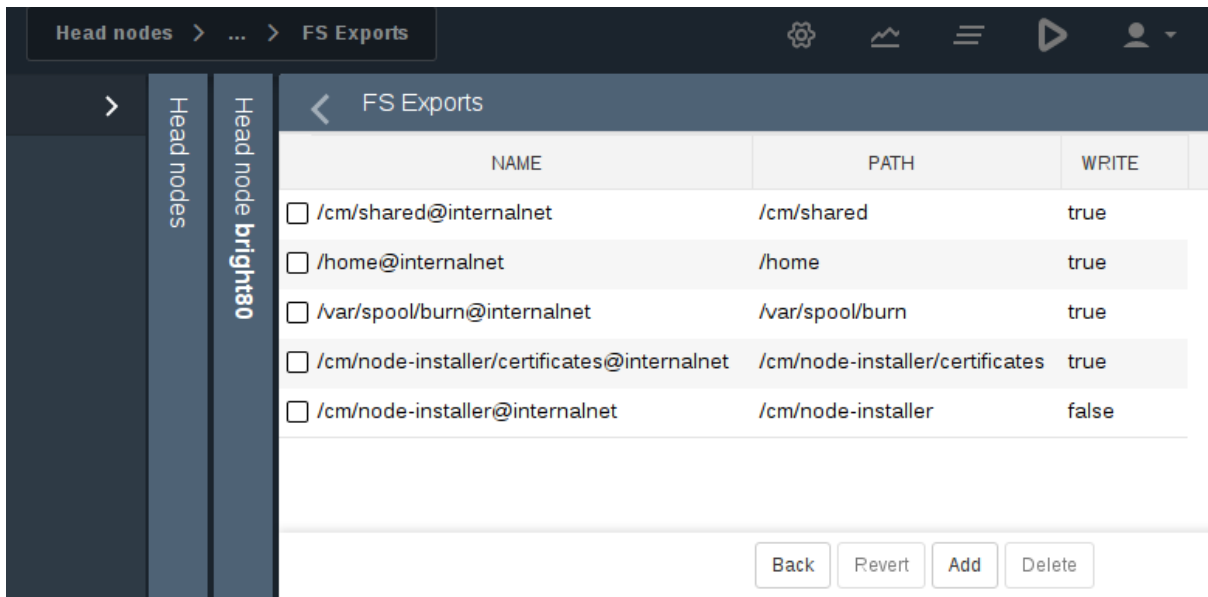 Head nodes > ... > FS Exports
Head nodes
Head node bright80
FS Exports
NAME PATH WRITE
/cm/shared@internalnet /cm/shared true
/home@internalnet /home true
/var/spool/burn@internalnet /var/spool/burn true
/cm/node-installer/certificates@internalnet /cm/node-installer/certificates true
/cm/node-installer@internalnet /cm/node-installer false
Back Revert Add Delete